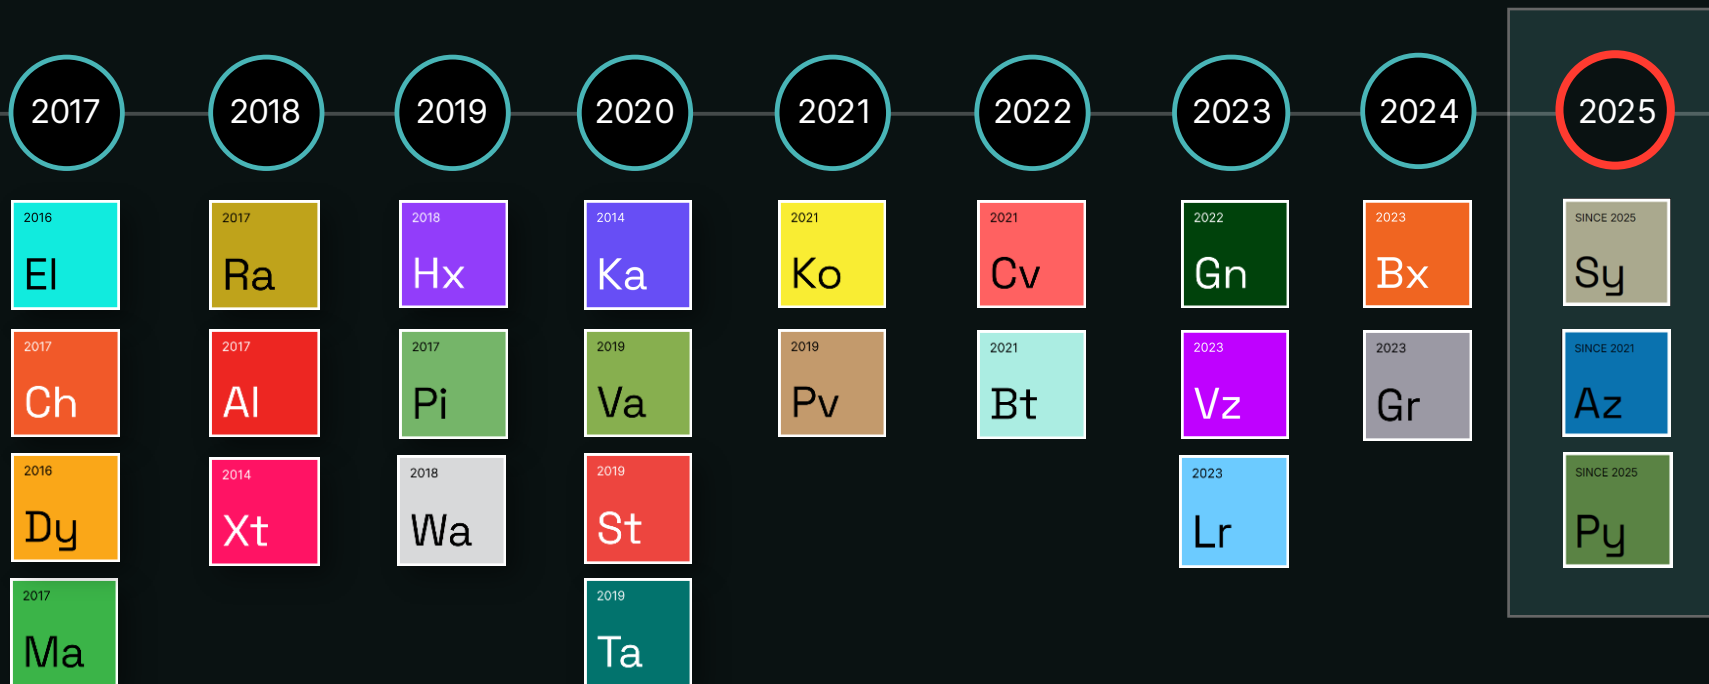 2017 2018 2019 2020 2021 2022 2023 2024 2025
2016 2017 2018 2014 2021 2021 2022 2023 SINCE 2025
El Ra Hx Ka Ko Cv Gn Bx Sy
2017 2017 2017 2019 2019 2021 2023 2023 SINCE 2021
Ch Al Pi Va Pv Bt Vz Gr Az
2016 2014 2018 2019 2023 SINCE 2025
Dy Xt Wa St Lr Py
2017 2019
Ma Ta